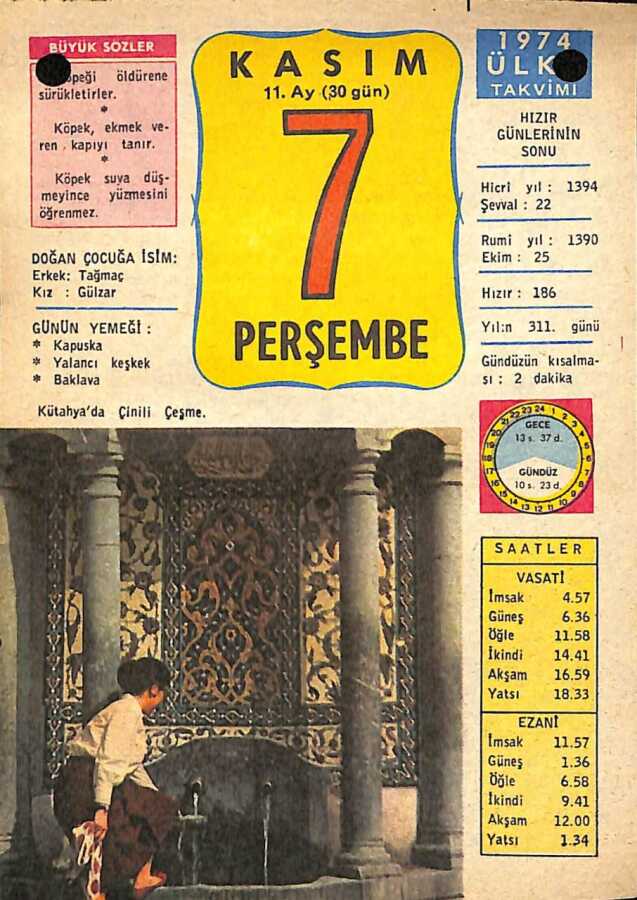 BÜYÜK SÖZLER
öldürene
sürükletirler.
*
Köpek, ekmek ve-
ren kapıyı tanır.
*
Köpek suya düş-
meyince yüzmesini
öğrenmez.
DOĞAN ÇOCUĞA İSİM:
Erkek: Tağmaç
Kız : Gülzar
GÜNÜN YEMEĞİ :
* Kapuska
* Yalancı keşkek
* Baklava
KASIM
11. Ay (30 gün)
7
PERŞEMBE
1974
ÜLK
TAKVİMİ
HIZIR
GÜNLERİNİN
SONU
Hicrî yıl : 1394
Şevval : 22
Rumi yıl : 1390
Ekim : 25
Hızır : 186
Yılın 311. günü
Gündüzün kısalma-
sı : 2 dakika
GECE
13 s. 37 d.
GÜNDÜZ
10 s. 23 d.
SAATLER
VASATİ
İmsak 4.57
Güneş 6.36
Öğle 11.58
İkindi 14.41
Akşam 16.59
Yatsı 18.33
EZANİ
İmsak 11.57
Güneş 1.36
Öğle 6.58
İkindi 9.41
Akşam 12.00
Yatsı 1.34
Kütahya'da Çinili Çeşme.